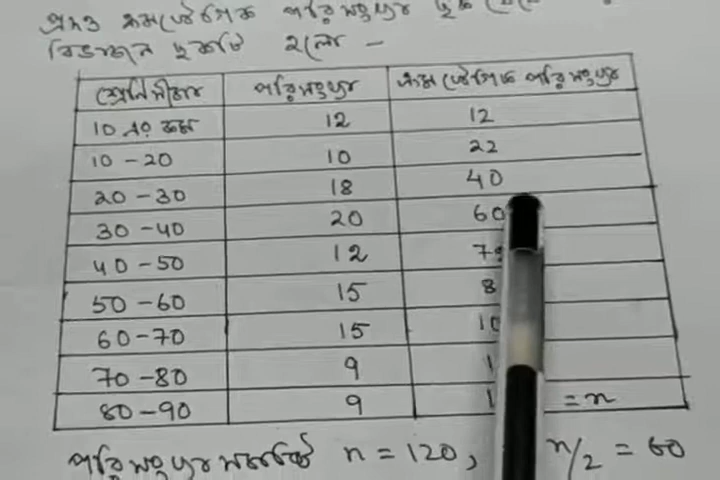 প্রদত্ত ক্রমযৌগিক পরিসংখ্যা
বিভাজন ছকটি হলো -
শ্রেণিসীমা পরিসংখ্যা ক্রমযৌগিক পরিসংখ্যা
10 এর কম 12 12
10-20 10 22
20-30 18 40
30-40 20 60
40-50 12
50-60 15
60-70 15
70-80 9
80-90 9 =n
পরিসংখ্যার সমষ্টি n=120, n/2 = 60